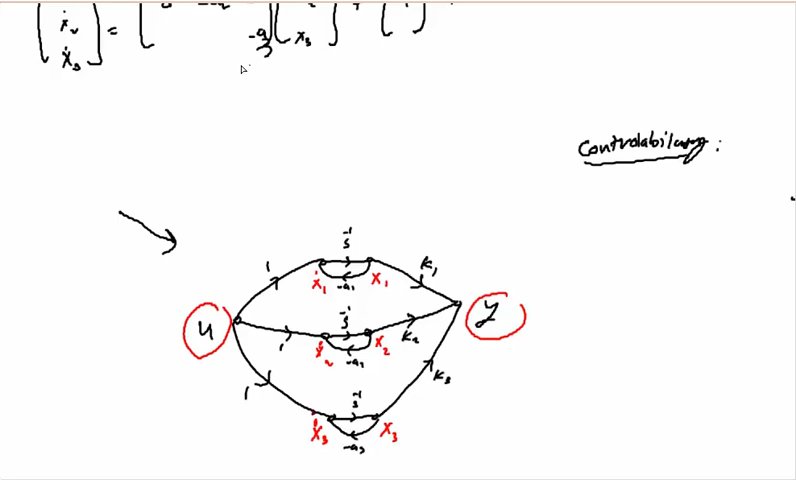 ẋ₂ =
ẋ₃ -a₃ x₃
Controlability :
s⁻¹
1 K₁
ẋ₁ -a₁ x₁
u s⁻¹ y
1 K₂
ẋ₂ -a₂ x₂
1 K₃
s⁻¹
ẋ₃ -a₃ x₃